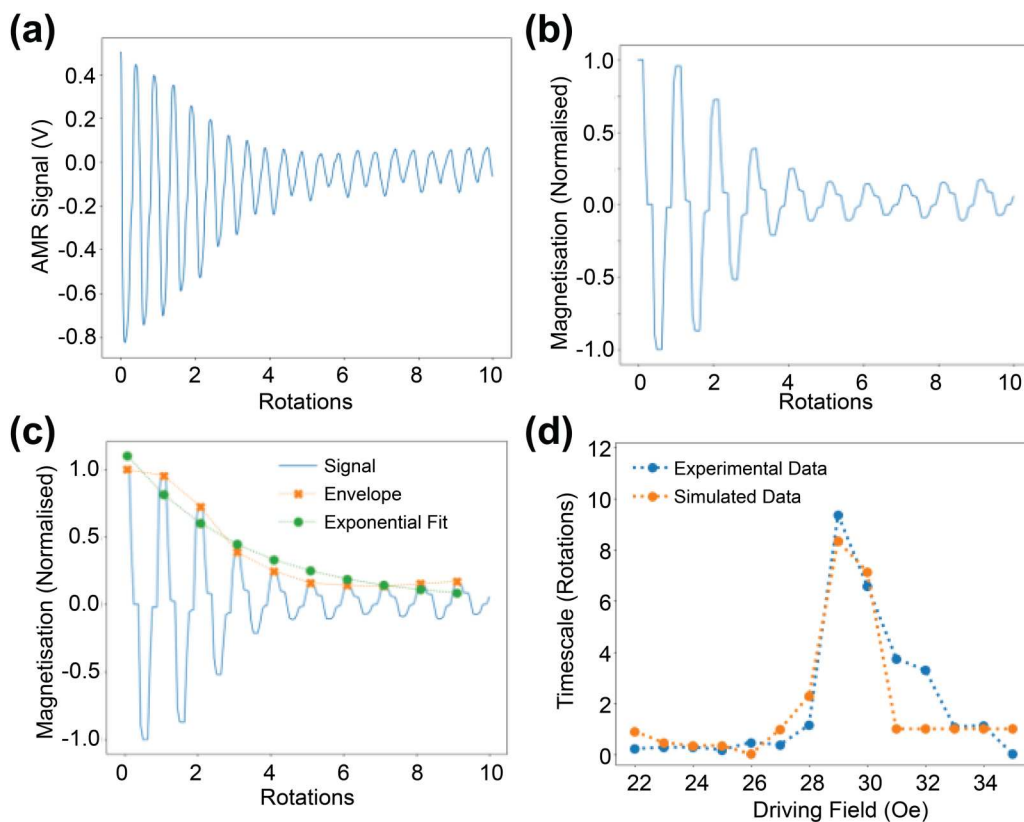 (a)
AMR Signal (V)
0.4
0.2
0.0
-0.2
-0.4
-0.6
-0.8
0 2 4 6 8 10
Rotations
(b)
Magnetisation (Normalised)
1.0
0.5
0.0
-0.5
-1.0
0 2 4 6 8 10
Rotations
(c)
Magnetisation (Normalised)
1.0
0.5
0.0
-0.5
-1.0
Signal
Envelope
Exponential Fit
0 2 4 6 8 10
Rotations
(d)
Timescale (Rotations)
12
10
8
6
4
2
0
Experimental Data
Simulated Data
22 24 26 28 30 32 34
Driving Field (Oe)